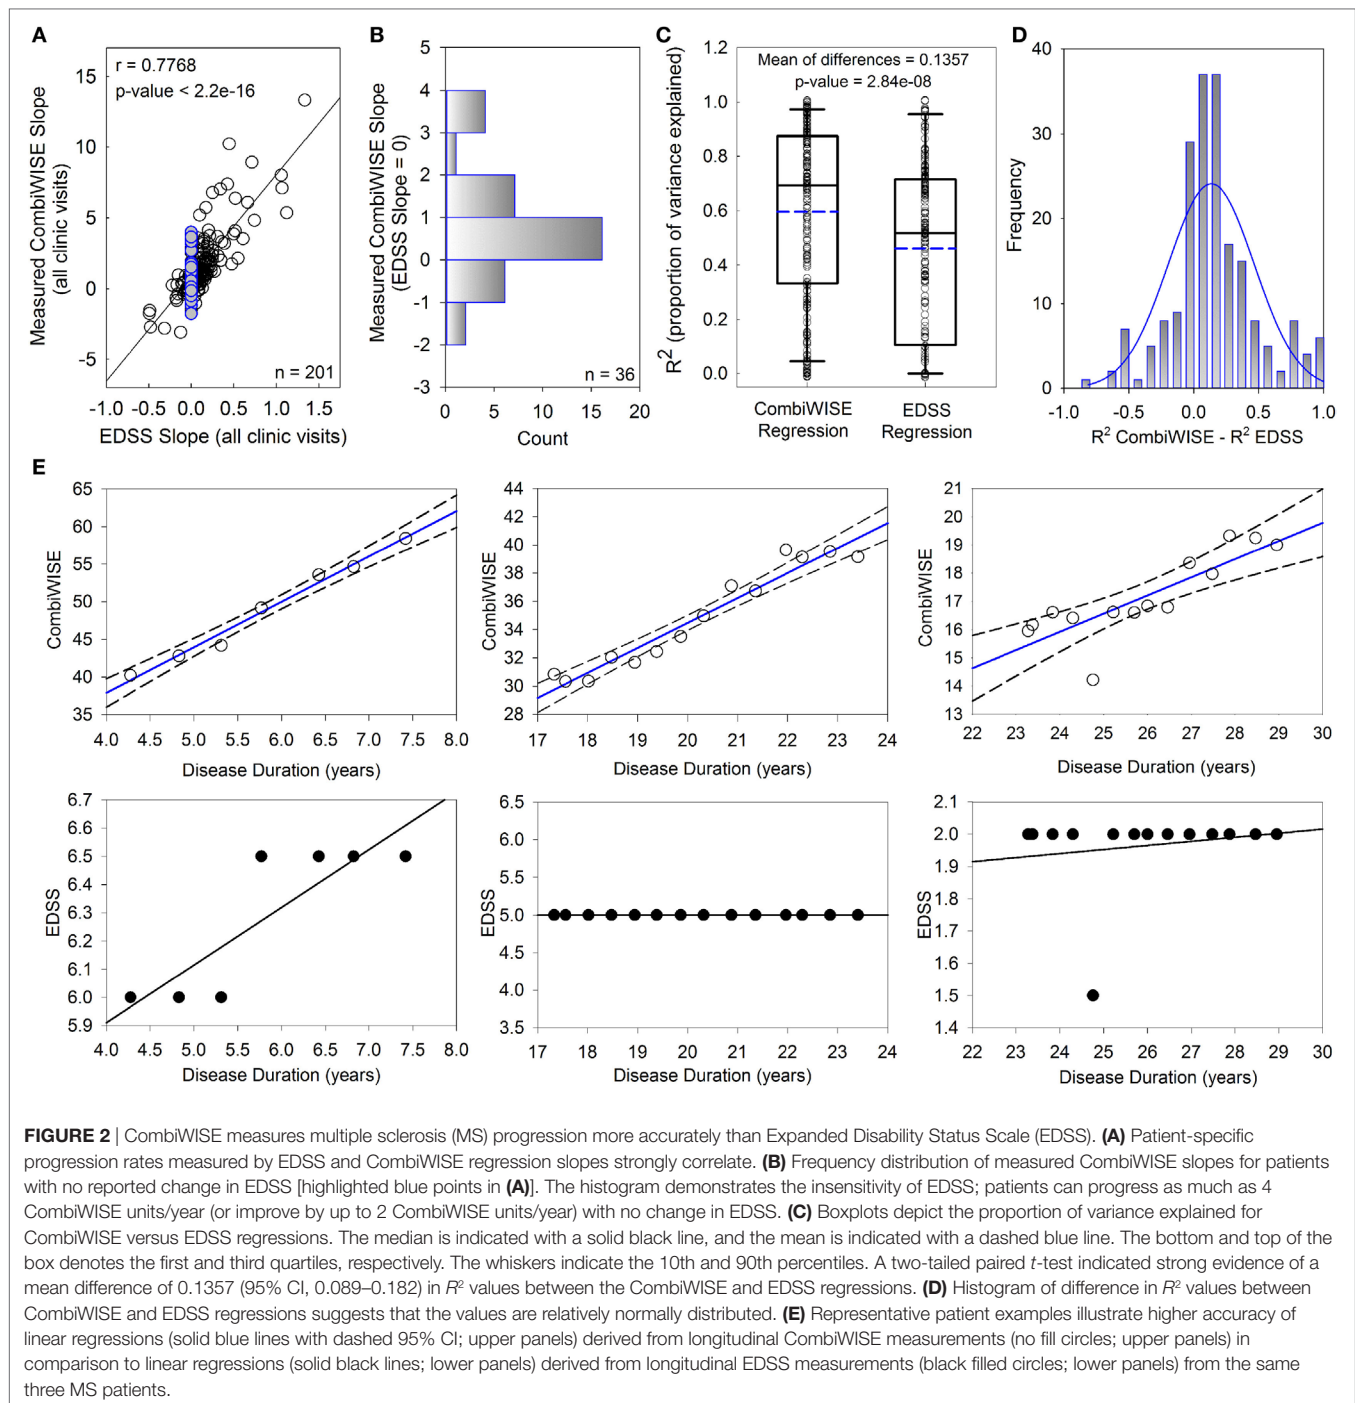 A
r = 0.7768
p-value < 2.2e-16
15
10
5
0
-5
Measured CombiWISE Slope
(all clinic visits)
n = 201
-1.0 -0.5 0.0 0.5 1.0 1.5
EDSS Slope (all clinic visits)
B
5
4
3
2
1
0
-1
-2
-3
Measured CombiWISE Slope
(EDSS Slope = 0)
n = 36
0 5 10 15 20
Count
C
Mean of differences = 0.1357
p-value = 2.84e-08
1.2
1.0
0.8
0.6
0.4
0.2
0.0
R2 (proportion of variance explained)
CombiWISE
Regression
EDSS
Regression
D
40
30
20
10
0
Frequency
-1.0 -0.5 0.0 0.5 1.0
R2 CombiWISE - R2 EDSS
E
65
60
55
50
45
40
35
CombiWISE
4.0 4.5 5.0 5.5 6.0 6.5 7.0 7.5 8.0
Disease Duration (years)
44
42
40
38
36
34
32
30
28
CombiWISE
17 18 19 20 21 22 23 24
Disease Duration (years)
21
20
19
18
17
16
15
14
13
CombiWISE
22 23 24 25 26 27 28 29 30
Disease Duration (years)
6.7
6.6
6.5
6.4
6.3
6.2
6.1
6.0
5.9
EDSS
4.0 4.5 5.0 5.5 6.0 6.5 7.0 7.5 8.0
Disease Duration (years)
6.5
6.0
5.5
5.0
4.5
4.0
3.5
EDSS
17 18 19 20 21 22 23 24
Disease Duration (years)
2.1
2.0
1.9
1.8
1.7
1.6
1.5
1.4
EDSS
22 23 24 25 26 27 28 29 30
Disease Duration (years)
FIGURE 2 | CombiWISE measures multiple sclerosis (MS) progression more accurately than Expanded Disability Status Scale (EDSS). (A) Patient-specific
progression rates measured by EDSS and CombiWISE regression slopes strongly correlate. (B) Frequency distribution of measured CombiWISE slopes for patients
with no reported change in EDSS [highlighted blue points in (A)]. The histogram demonstrates the insensitivity of EDSS; patients can progress as much as 4
CombiWISE units/year (or improve by up to 2 CombiWISE units/year) with no change in EDSS. (C) Boxplots depict the proportion of variance explained for
CombiWISE versus EDSS regressions. The median is indicated with a solid black line, and the mean is indicated with a dashed blue line. The bottom and top of the
box denotes the first and third quartiles, respectively. The whiskers indicate the 10th and 90th percentiles. A two-tailed paired t-test indicated strong evidence of a
mean difference of 0.1357 (95% CI, 0.089–0.182) in R2 values between the CombiWISE and EDSS regressions. (D) Histogram of difference in R2 values between
CombiWISE and EDSS regressions suggests that the values are relatively normally distributed. (E) Representative patient examples illustrate higher accuracy of
linear regressions (solid blue lines with dashed 95% CI; upper panels) derived from longitudinal CombiWISE measurements (no fill circles; upper panels) in
comparison to linear regressions (solid black lines; lower panels) derived from longitudinal EDSS measurements (black filled circles; lower panels) from the same
three MS patients.